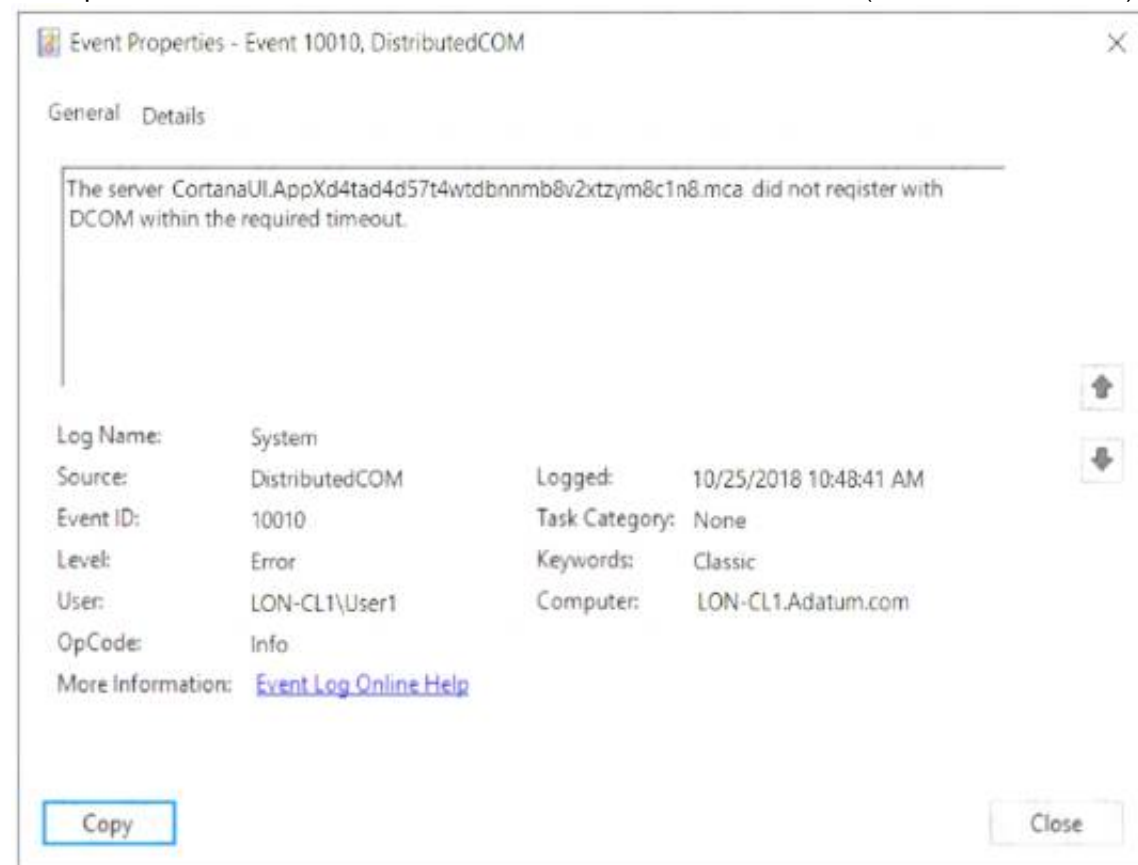 Event Properties - Event 10010, DistributedCOM
General Details
The server CortanaUI.AppXd4tad4d57t4wtdbnnmb8v2xtzym8c1n8.mca did not reqister with
DCOM within the required timeout.
Log Name: System
Source: DistributedCOM Logged: 10/25/2018 10:48:41 AM
Event ID: 10010 Task Category: None
Level: Error Keywords: Classic
User: LON-CL1\User1 Computer: LON-CL1.Adatum.com
OpCode: Info
More Information: Event Log Online Help
Copy Close